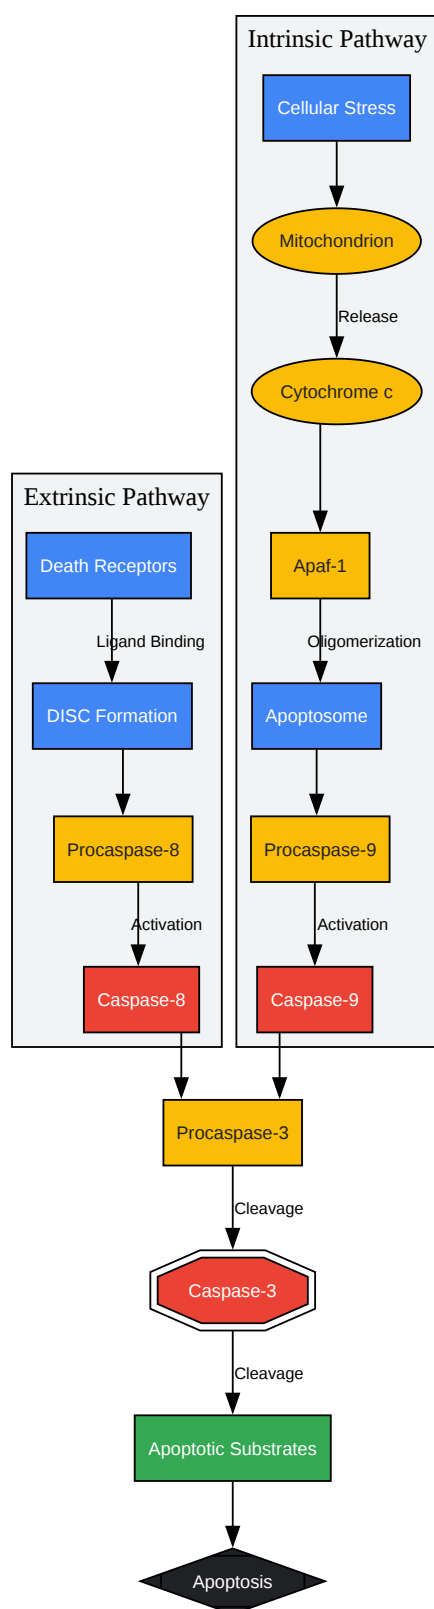 Intrinsic Pathway
Cellular Stress
Mitochondrion
Release
Cytochrome c
Extrinsic Pathway
Death Receptors
Apaf-1
Ligand Binding
Oligomerization
DISC Formation
Apoptosome
Procaspase-8
Procaspase-9
Activation
Activation
Caspase-8
Caspase-9
Procaspase-3
Cleavage
Caspase-3
Cleavage
Apoptotic Substrates
Apoptosis